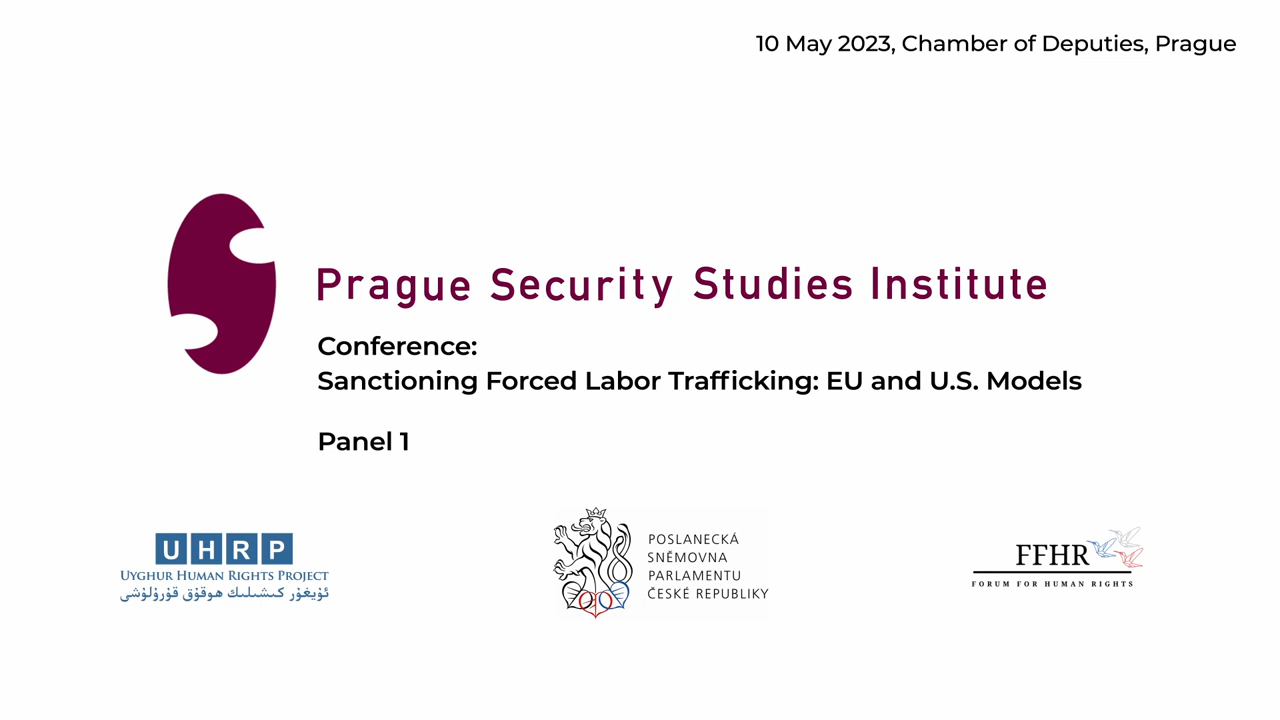 10 May 2023, Chamber of Deputies, Prague
Prague Security Studies Institute
Conference:
Sanctioning Forced Labor Trafficking: EU and U.S. Models
Panel 1
UHRP
UYGHUR HUMAN RIGHTS PROJECT
ئۇيغۇر كىشىلىك ھوقۇق قۇرۇلۇشى
POSLANECKÁ
SNĚMOVNA
PARLAMENTU
ČESKÉ REPUBLIKY
FFHR
FORUM FOR HUMAN RIGHTS